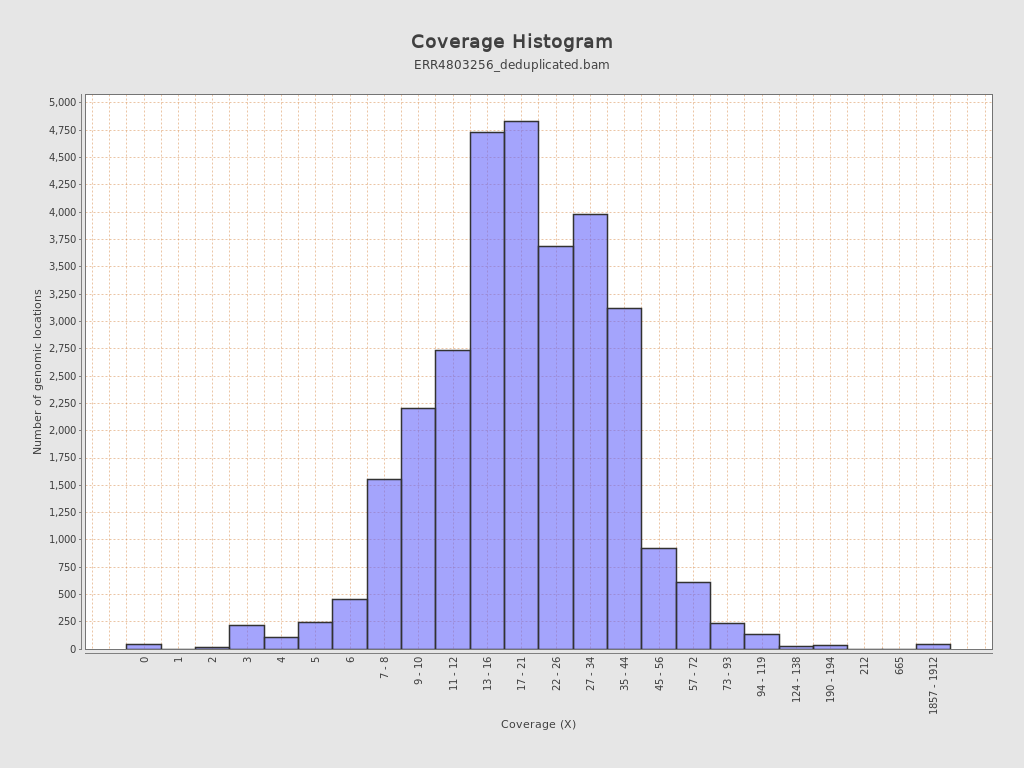 Coverage Histogram
ERR4803256_deduplicated.bam
Number of genomic locations
5,000
4,750
4,500
4,250
4,000
3,750
3,500
3,250
3,000
2,750
2,500
2,250
2,000
1,750
1,500
1,250
1,000
750
500
250
0
0
1
2
3
4
5
6
7 - 8
9 - 10
11 - 12
13 - 16
17 - 21
22 - 26
27 - 34
35 - 44
45 - 56
57 - 72
73 - 93
94 - 119
124 - 138
190 - 194
212
665
1857 - 1912
Coverage (X)